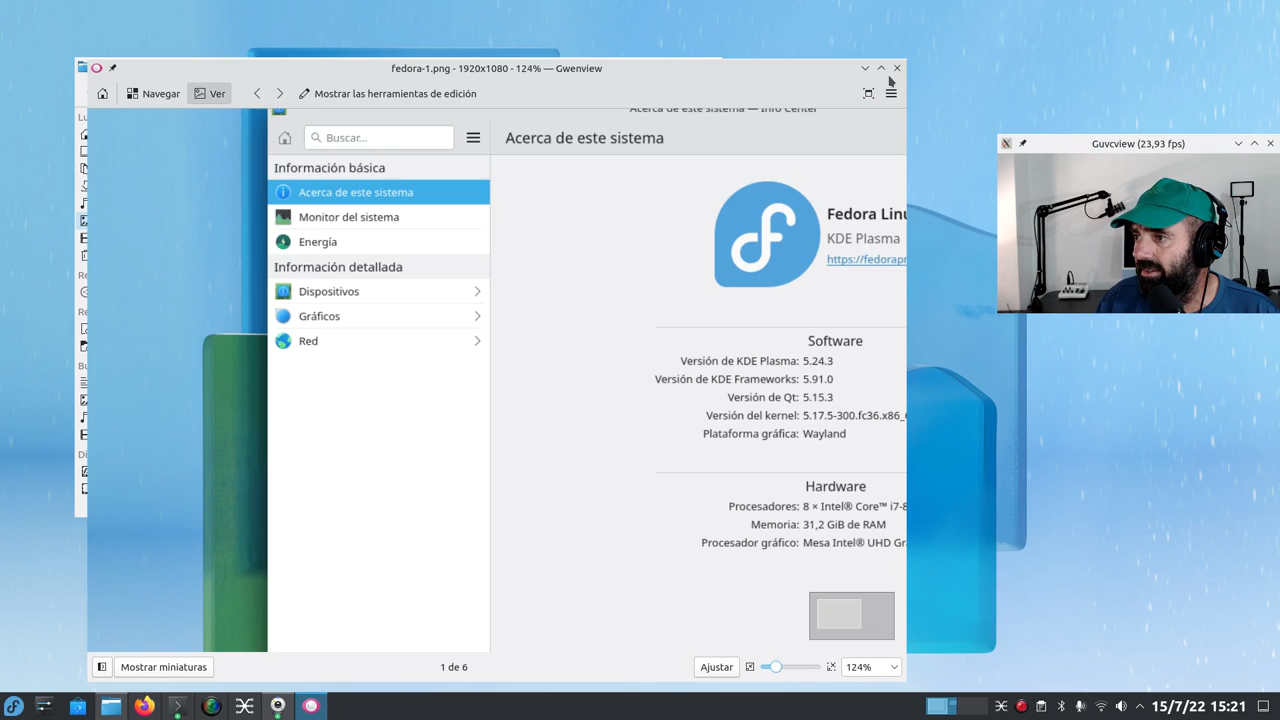 fedora-1.png - 1920x1080 - 124% — Gwenview
Navegar
Ver
Mostrar las herramientas de edición
Acerca de este sistema — Info Center
Buscar...
Acerca de este sistema
Información básica
Acerca de este sistema
Monitor del sistema
Energía
Información detallada
Dispositivos
Gráficos
Red
Fedora
KDE Plasma
Software
Versión de KDE Plasma: 5.24.3
Versión de KDE Frameworks: 5.91.0
Versión de Qt: 5.15.3
Versión del kernel: 5.17.5-300.fc36.x86_
Plataforma gráfica: Wayland
Hardware
Procesadores: 8 × Intel® Core™ i7-8
Memoria: 31,2 GiB de RAM
Procesador gráfico: Mesa Intel® UHD
Mostrar miniaturas
1 de 6
Ajustar
124%
Guvcview (23,93 fps)
15/7/22 15:21